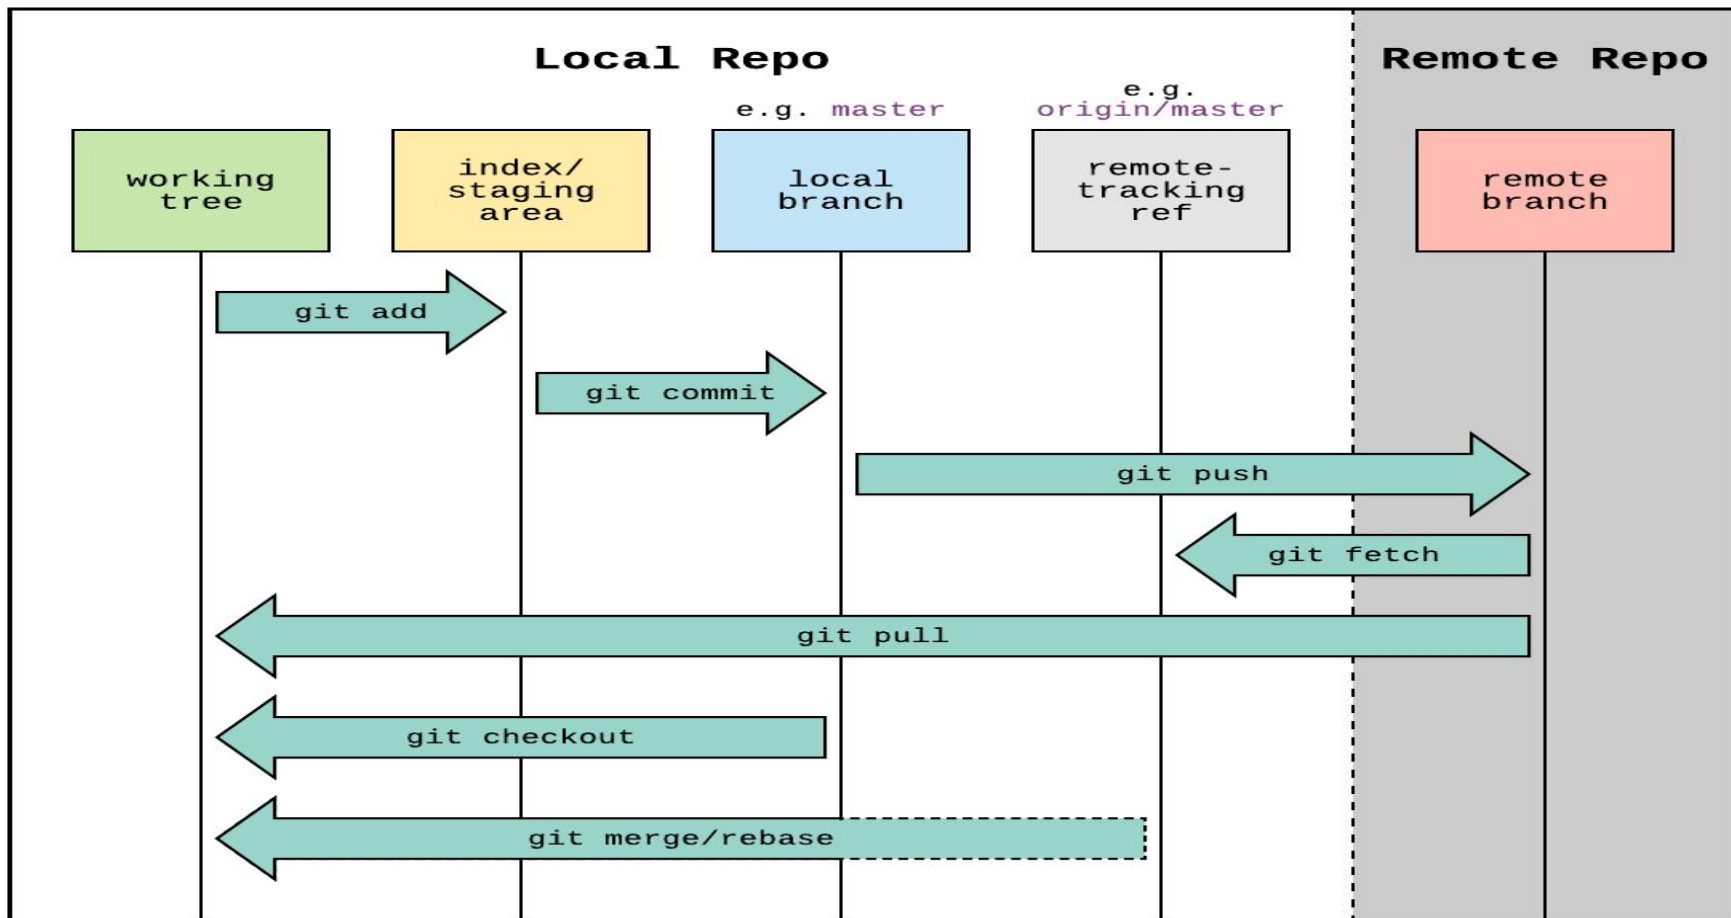 Local Repo
Remote Repo
e.g. master
e.g.
origin/master
working
tree
index/
staging
area
local
branch
remote-
tracking
ref
remote
branch
git add
git commit
git push
git fetch
git pull
git checkout
git merge/rebase